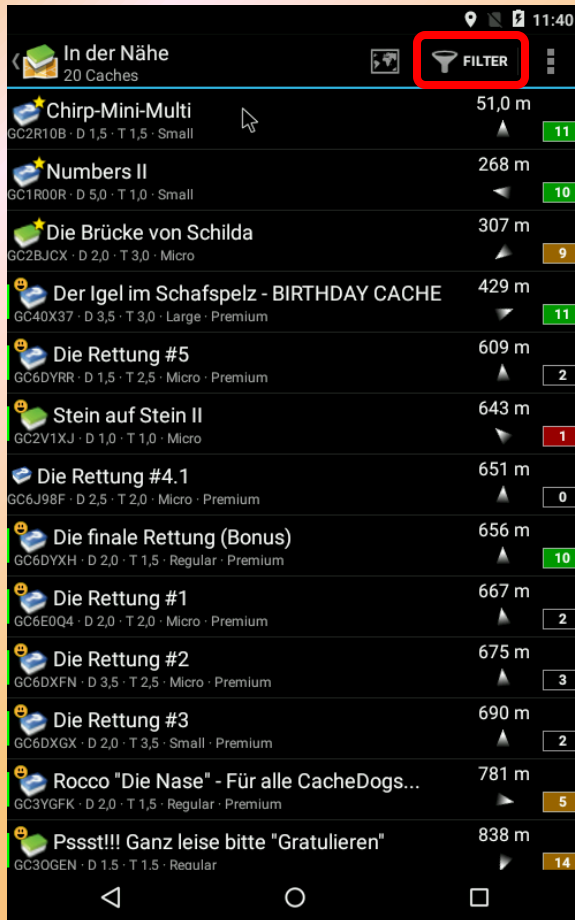 11:40
In der Nähe
20 Caches
FILTER
Chirp-Mini-Multi
51,0 m
GC2R10B · D 1,5 · T 1,5 · Small
11
Numbers II
268 m
GC1R00R · D 5,0 · T 1,0 · Small
10
Die Brücke von Schilda
307 m
GC2BJCX · D 2,0 · T 3,0 · Micro
9
Der Igel im Schafspelz - BIRTHDAY CACHE
429 m
GC40X37 · D 3,5 · T 3,0 · Large · Premium
11
Die Rettung #5
609 m
GC6DYRR · D 1,5 · T 2,5 · Micro · Premium
2
Stein auf Stein II
643 m
GC2V1XJ · D 1,0 · T 1,0 · Micro
1
Die Rettung #4.1
651 m
GC6J98F · D 2,5 · T 2,0 · Micro · Premium
0
Die finale Rettung (Bonus)
656 m
GC6DYXH · D 2,0 · T 1,5 · Regular · Premium
10
Die Rettung #1
667 m
GC6E0Q4 · D 2,0 · T 2,0 · Micro · Premium
2
Die Rettung #2
675 m
GC6DXFN · D 3,5 · T 2,5 · Micro · Premium
3
Die Rettung #3
690 m
GC6DXGX · D 2,0 · T 3,5 · Small · Premium
2
Rocco "Die Nase" - Für alle CacheDogs...
781 m
GC3YGFK · D 2,0 · T 1,5 · Regular · Premium
5
Pssst!!! Ganz leise bitte "Gratulieren"
838 m
GC3OGEN · D 1.5 · T 1.5 · Regular
14